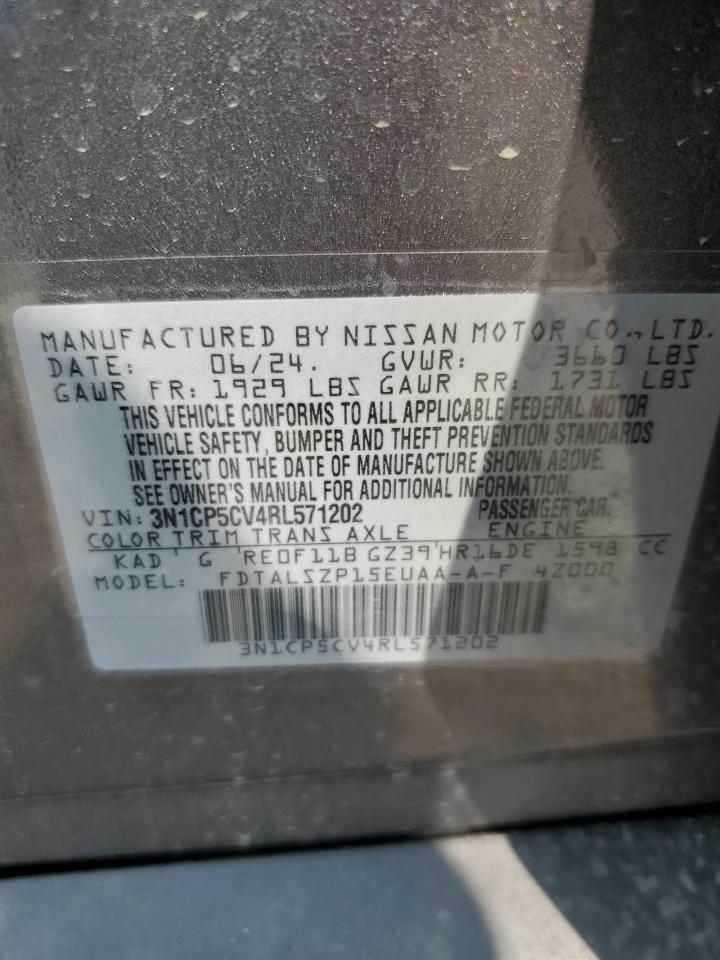 MANUFACTURED BY NISSAN MOTOR CO., LTD.
DATE: 06/24. GVWR: 3660 LBS
GAWR FR: 1929 LBS GAWR RR: 1731 LBS
THIS VEHICLE CONFORMS TO ALL APPLICABLE FEDERAL MOTOR
VEHICLE SAFETY, BUMPER AND THEFT PREVENTION STANDARDS
IN EFFECT ON THE DATE OF MANUFACTURE SHOWN ABOVE.
SEE OWNER'S MANUAL FOR ADDITIONAL INFORMATION.
VIN: 3N1CP5CV4RL571202 PASSENGER CAR.
COLOR TRIM TRANS AXLE ENGINE
KAD ' G 'RE0F11B GZ39'HR16DE 1598 CC
MODEL: FDTALSZP15EUAA-A-F 4Z000
3N1CP5CV4RL571202